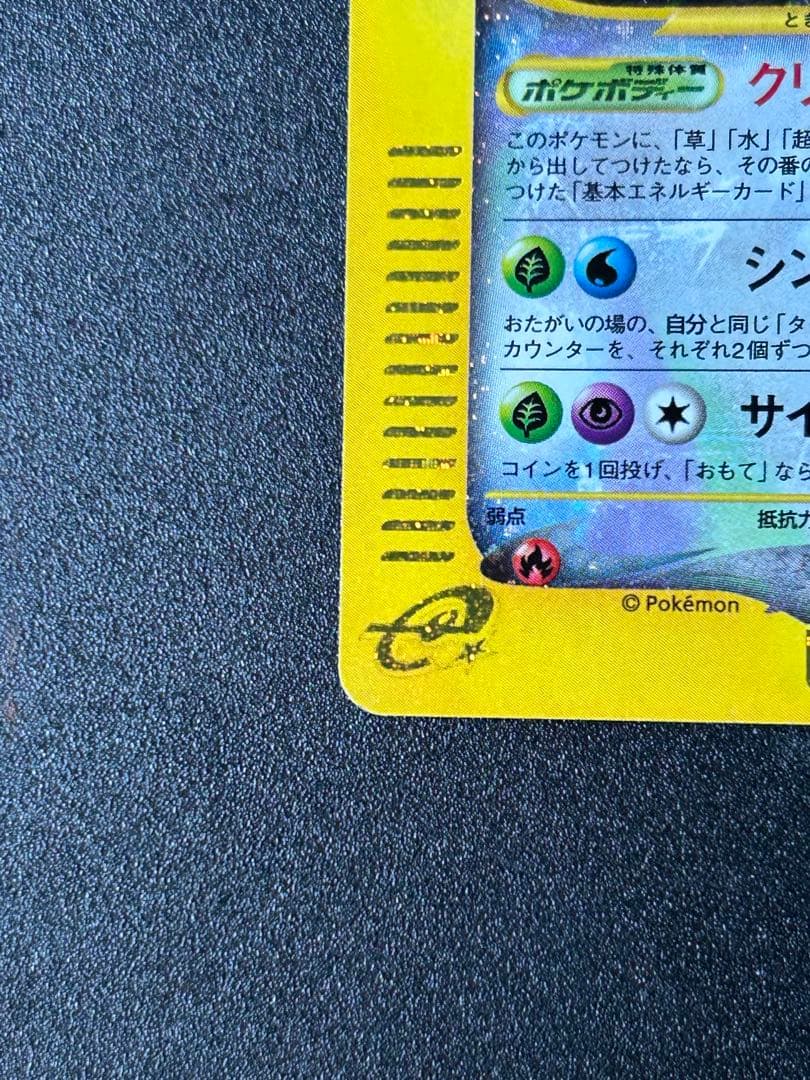 とま
特殊体質
ポケボディー
クリ
このポケモンに、「草」「水」「超
から出してつけたなら、その番の
つけた「基本エネルギーカード」
シン
おたがいの場の、自分と同じ「タ
カウンターを、それぞれ2個ずつ
サイ
コインを1回投げ、「おもて」なら
弱点
抵抗力
© Pokémon
e